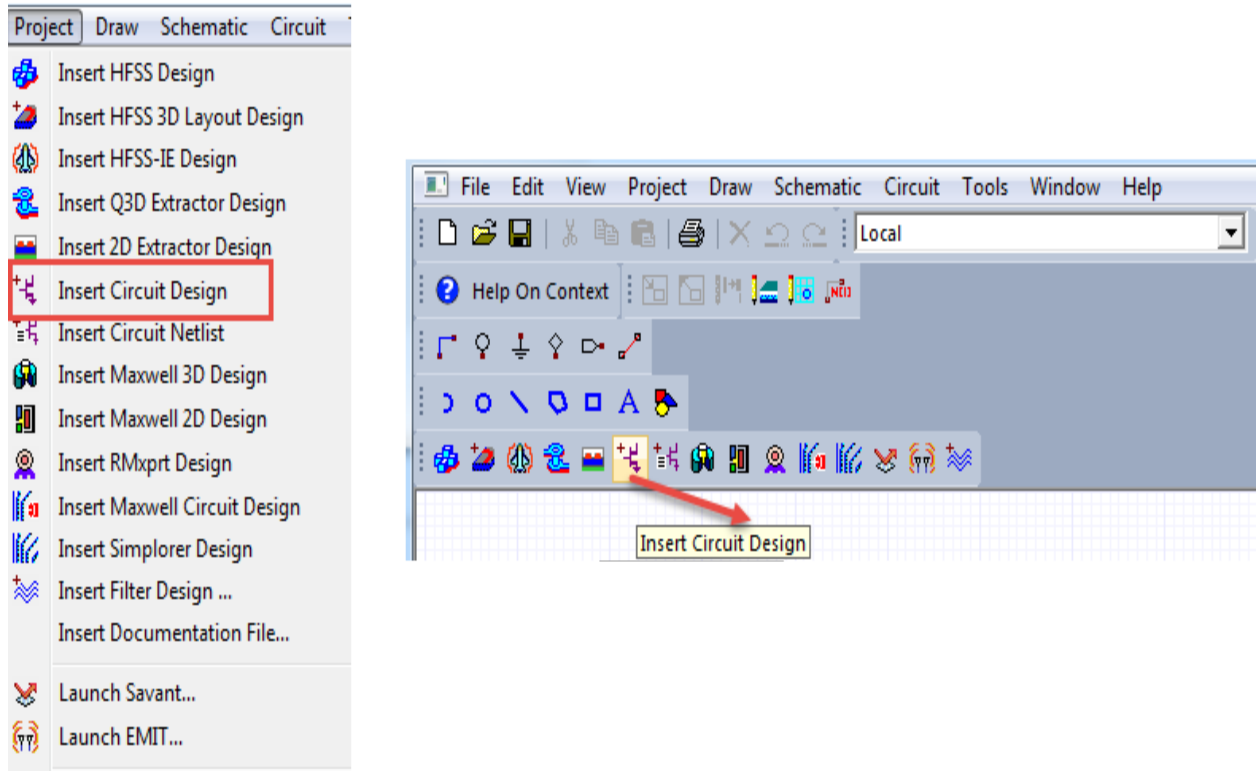 Project Draw Schematic Circuit
Insert HFSS Design
Insert HFSS 3D Layout Design
Insert HFSS-IE Design
Insert Q3D Extractor Design
Insert 2D Extractor Design
Insert Circuit Design
Insert Circuit Netlist
Insert Maxwell 3D Design
Insert Maxwell 2D Design
Insert RMxprt Design
Insert Maxwell Circuit Design
Insert Simplorer Design
Insert Filter Design ...
Insert Documentation File...
Launch Savant...
Launch EMIT...
File Edit View Project Draw Schematic Circuit Tools Window Help
Local
Help On Context
A
Insert Circuit Design